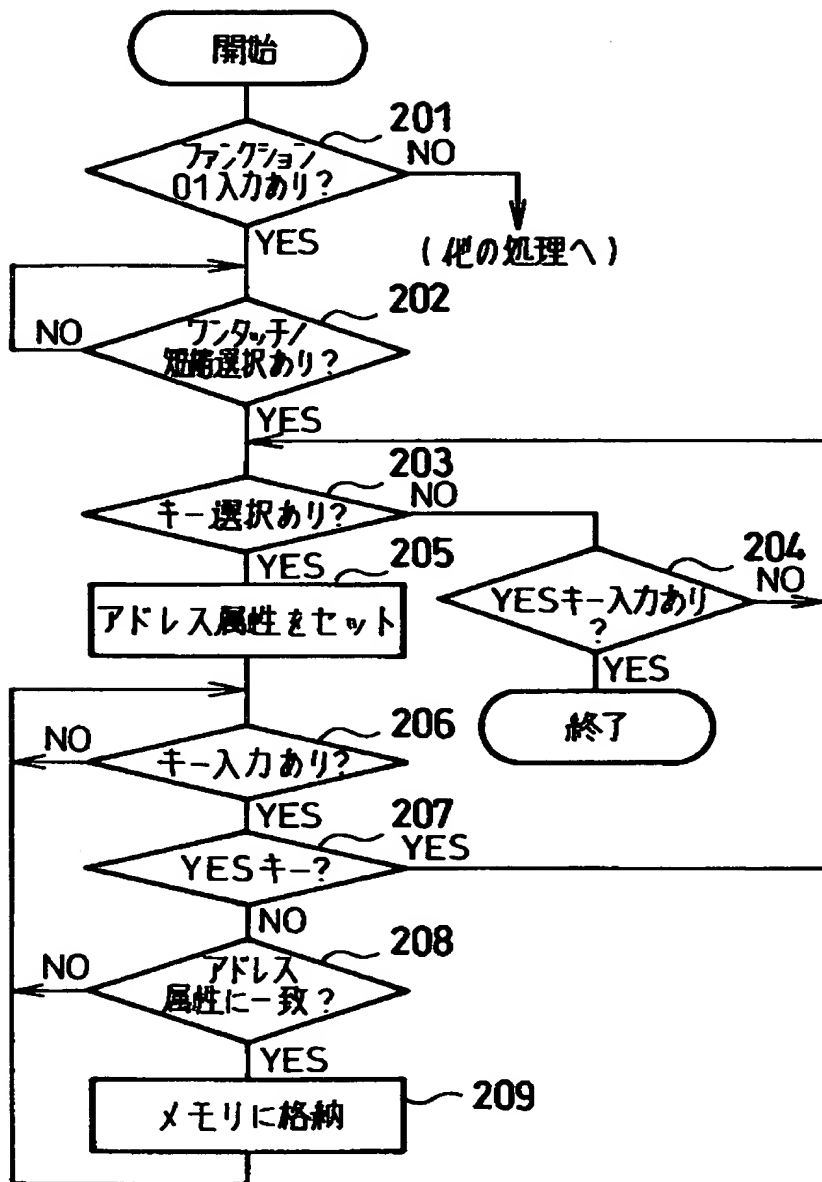 開始
201
ファンクション
01入力あり?
NO
YES
(他の処理へ)
202
NO
ワンタッチ/
短縮選択あり?
YES
203
NO
キー選択あり?
YES
205
204
NO
アドレス属性をセット
YESキー入力あり
?
YES
206
終了
NO
キー入力あり?
YES
207
YES
YESキー?
NO
208
NO
アドレス
属性に一致?
YES
メモリに格納
209